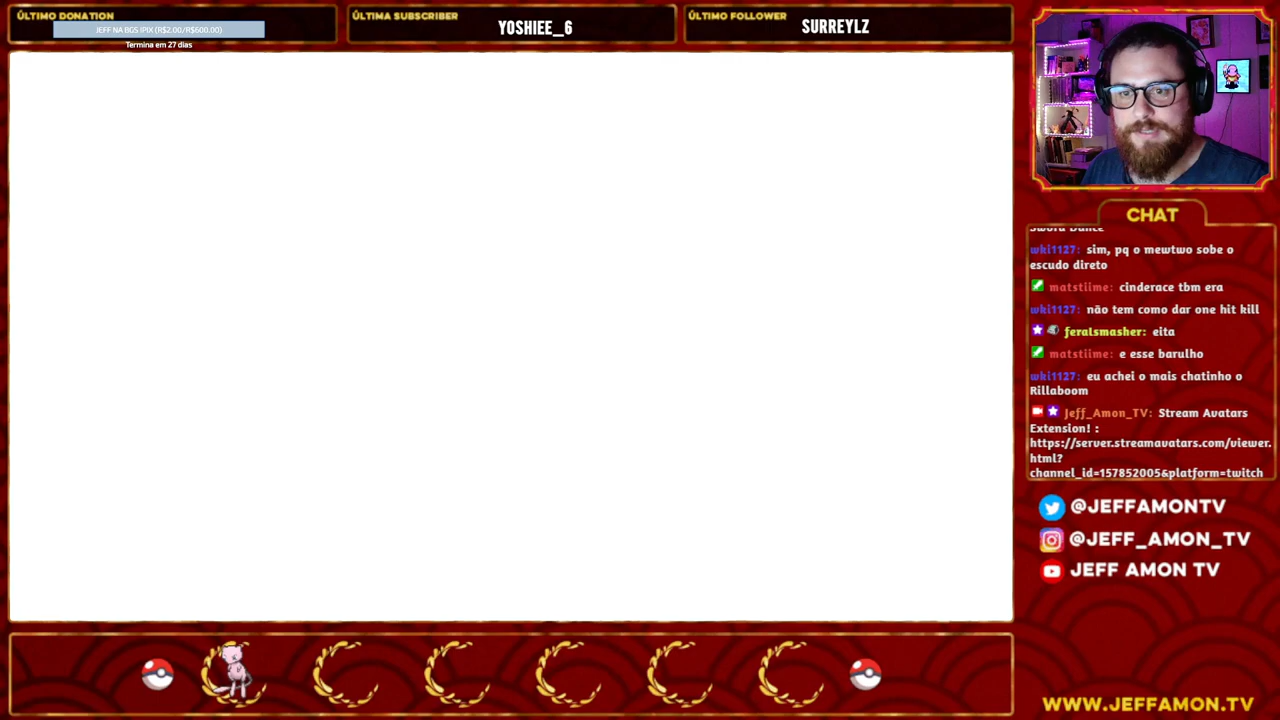 ÚLTIMO DONATION
JEFF NA BGS IPIX (R$2.00/R$600.00)
Termina em 27 dias
ÚLTIMA SUBSCRIBER
YOSHIEE_6
ÚLTIMO FOLLOWER
SURREYLZ
CHAT
Sword Dance
wki1127: sim, pq o mewtwo sobe o
escudo direto
matstiime: cinderace tbm era
wki1127: não tem como dar one hit kill
feralsmasher: eita
matstiime: e esse barulho
wki1127: eu achei o mais chatinho o
Rillaboom
Jeff_Amon_TV: Stream Avatars
Extension! :
https://server.streamavatars.com/viewer.
html?
channel_id=157852005&platform=twitch
@JEFFAMONTV
@JEFF_AMON_TV
JEFF AMON TV
WWW.JEFFAMON.TV